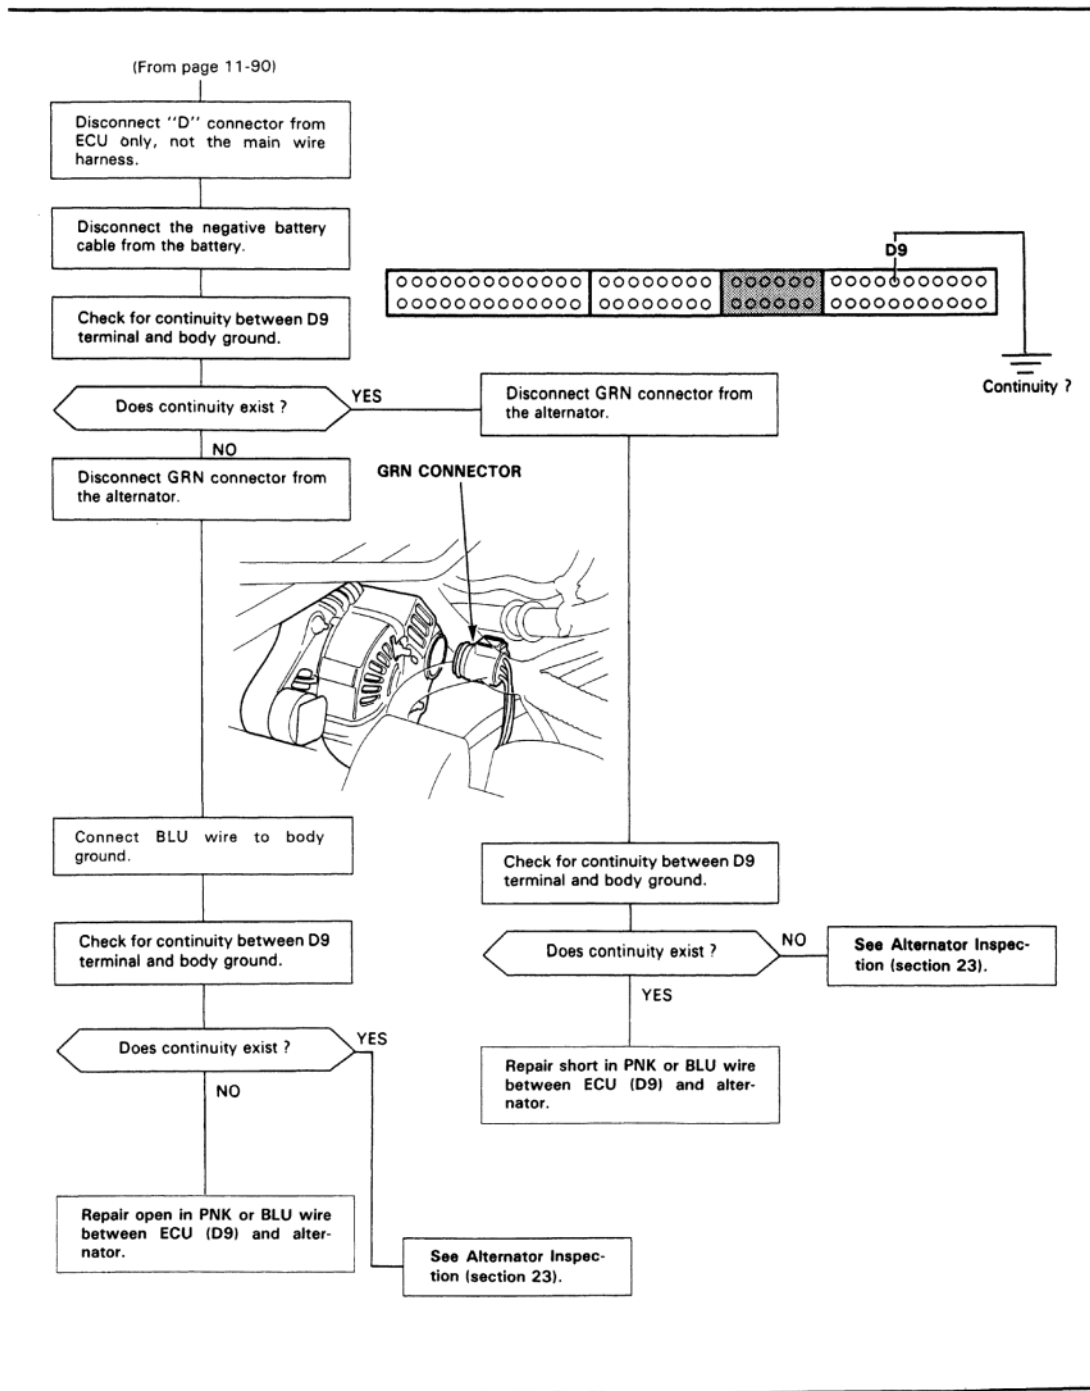 (From page 11-90)
Disconnect "D" connector from
ECU only, not the main wire
harness.
Disconnect the negative battery
cable from the battery.
D9
Check for continuity between D9
terminal and body ground.
Continuity ?
Does continuity exist ?
YES
Disconnect GRN connector from
the alternator.
NO
Disconnect GRN connector from
the alternator.
GRN CONNECTOR
Connect BLU wire to body
ground.
Check for continuity between D9
terminal and body ground.
Check for continuity between D9
terminal and body ground.
Does continuity exist ?
NO
See Alternator Inspec-
tion (section 23).
YES
Does continuity exist ?
YES
NO
Repair short in PNK or BLU wire
between ECU (D9) and alter-
nator.
Repair open in PNK or BLU wire
between ECU (D9) and alter-
nator.
See Alternator Inspec-
tion (section 23).